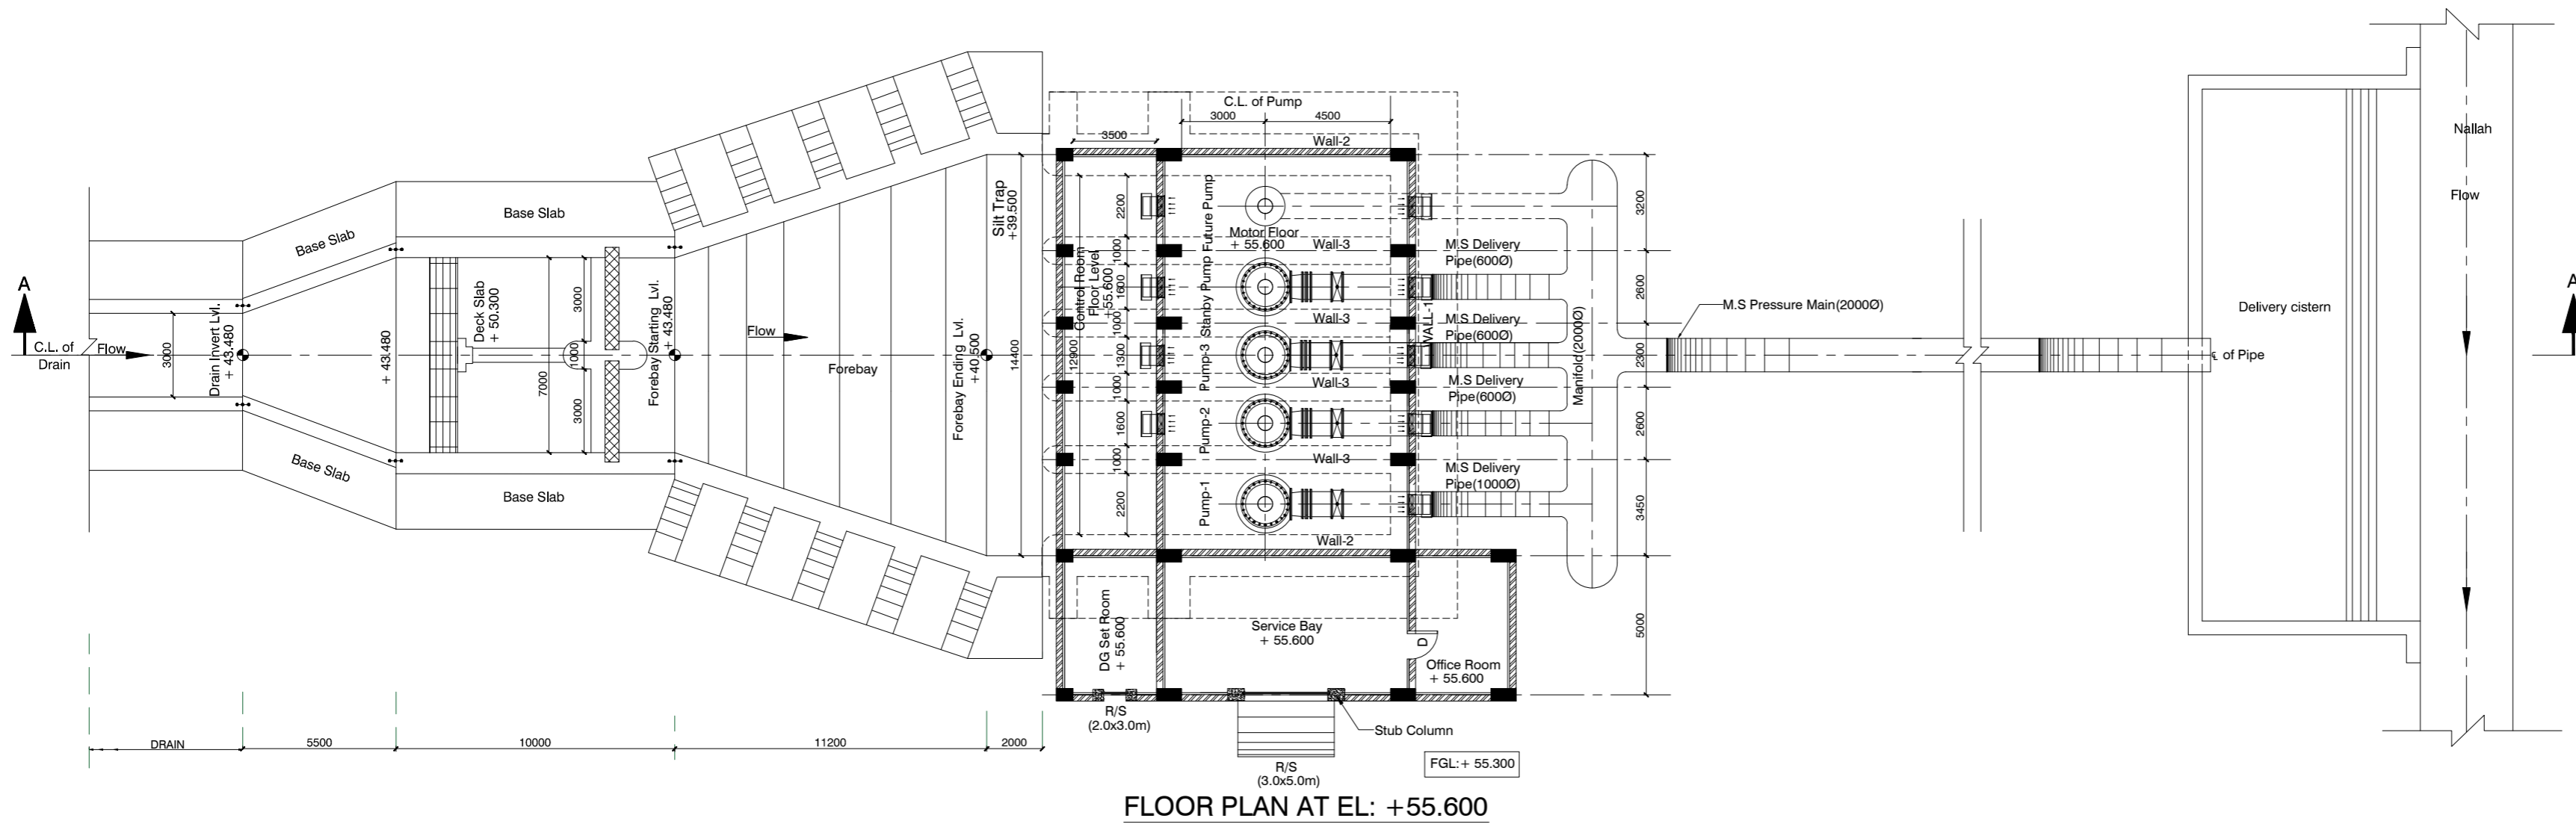 A
C.L. of
Drain
Flow
3000
Drain Invert Lvl.
+ 43.480
Base Slab
Base Slab
+ 43.480
Base Slab
Base Slab
Deck Slab
+ 50.300
7000
3000
1000
3000
Forebay Starting Lvl.
+ 43.480
Flow
Forebay
Forebay Ending Lvl.
+40.500
Silt Trap
+39.500
14400
DRAIN
5500
10000
11200
2000
C.L. of Pump
3000
4500
3500
Wall-2
12900
Control Room
Floor Level
+55.600
2200
1000
1600
1000
1300
1000
1600
1000
2200
Future Pump
Stanby Pump
Pump-3
Pump-2
Pump-1
Motor Floor
+ 55.600
Wall-3
Wall-3
Wall-3
Wall-3
Wall-2
WALL-1
M.S Delivery
Pipe(600Ø)
M.S Delivery
Pipe(600Ø)
M.S Delivery
Pipe(600Ø)
M.S Delivery
Pipe(1000Ø)
Manifold(2000Ø)
3200
2600
2300
2600
3450
5000
M.S Pressure Main(2000Ø)
℄ of Pipe
Delivery cistern
Nallah
Flow
A
DG Set Room
+ 55.600
Service Bay
+ 55.600
D
Office Room
+ 55.600
R/S
(2.0x3.0m)
R/S
(3.0x5.0m)
Stub Column
FGL:+ 55.300
FLOOR PLAN AT EL: +55.600